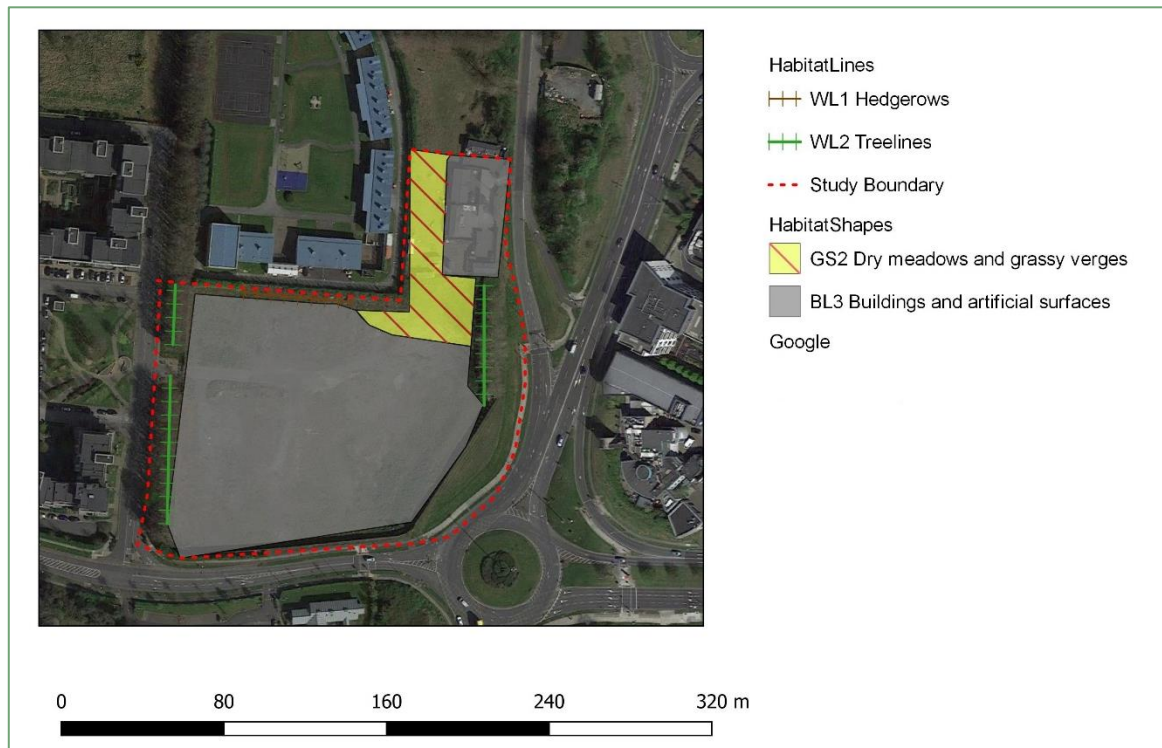 HabitatLines
WL1 Hedgerows
WL2 Treelines
Study Boundary
HabitatShapes
GS2 Dry meadows and grassy verges
BL3 Buildings and artificial surfaces
Google
0 80 160 240 320 m